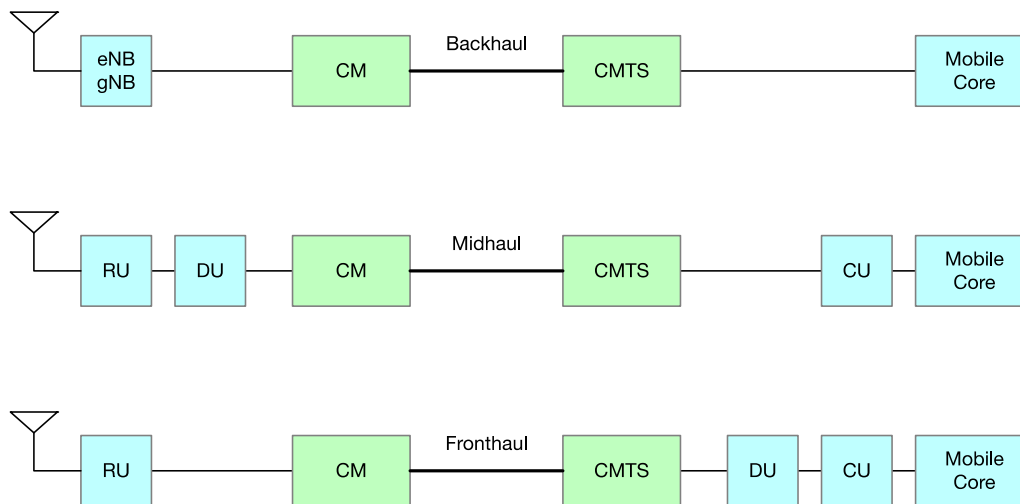 Backhaul
eNB
gNB
CM
CMTS
Mobile
Core
Midhaul
RU
DU
CM
CMTS
CU
Mobile
Core
Fronthaul
RU
CM
CMTS
DU
CU
Mobile
Core